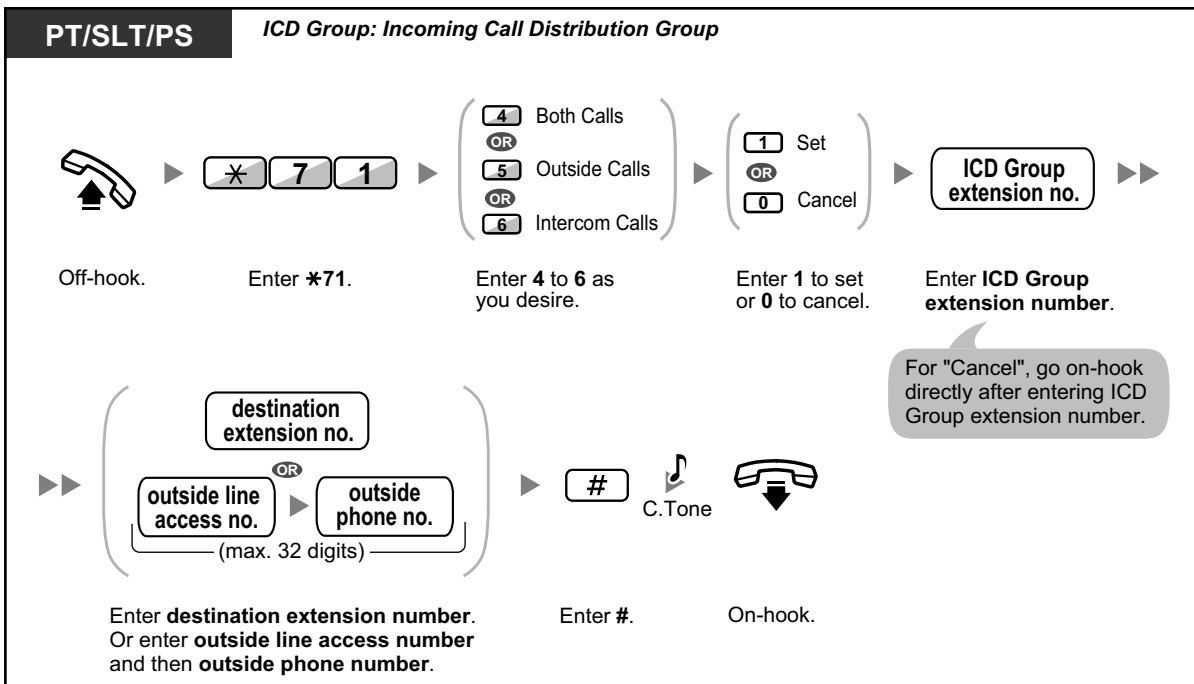 PT/SLT/PS
ICD Group: Incoming Call Distribution Group
4 Both Calls
OR
5 Outside Calls
OR
6 Intercom Calls
1 Set
OR
0 Cancel
ICD Group
extension no.
7 1
Off-hook.
Enter 71.
Enter 4 to 6 as
you desire.
Enter 1 to set
or 0 to cancel.
Enter ICD Group
extension number.
For "Cancel", go on-hook
directly after entering ICD
Group extension number.
destination
extension no.
OR
outside line
access no.
outside
phone no.
(max. 32 digits)
#
C.Tone
Enter destination extension number.
Or enter outside line access number
and then outside phone number.
Enter #.
On-hook.